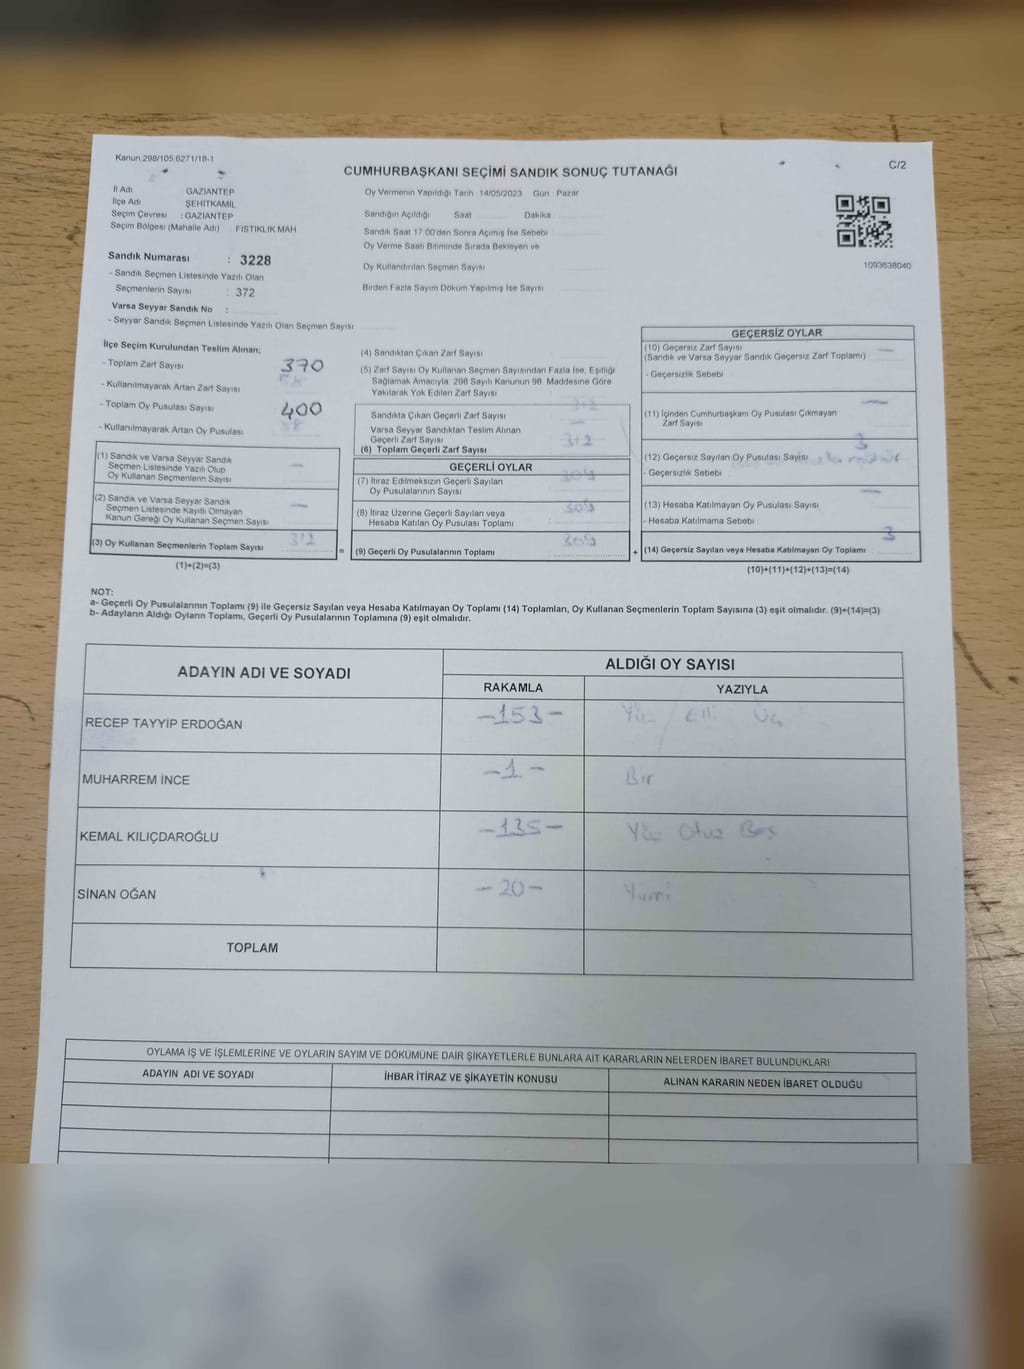 Kanun 298/105,6271/18-1
C/2
CUMHURBAŞKANI SEÇİMİ SANDIK SONUÇ TUTANAĞI
İl Adı GAZİANTEP
İlçe Adı ŞEHİTKAMİL
Seçim Çevresi : GAZİANTEP
Seçim Bölgesi (Mahalle Adı) FISTIKLIK MAH
Sandık Numarası : 3228
- Sandık Seçmen Listesinde Yazılı Olan
Seçmenlerin Sayısı : 372
Varsa Seyyar Sandık No :
- Seyyar Sandık Seçmen Listesinde Yazılı Olan Seçmen Sayısı
Oy Vermenin Yapıldığı Tarih 14/05/2023 Gün : Pazar
Sandığın Açıldığı Saat Dakika
Sandık Saat 17.00'den Sonra Açımış İse Sebebi
Oy Verme Saati Bitiminde Sırada Bekleyen ve
Oy Kullandırılan Seçmen Sayısı
Birden Fazla Sayım Döküm Yapılmış İse Sayısı
1093638040
İlçe Seçim Kurulundan Teslim Alınan;
- Toplam Zarf Sayısı 370
- Kullanılmayarak Artan Zarf Sayısı
- Toplam Oy Pusulası Sayısı 400
- Kullanılmayarak Artan Oy Pusulası 88
(1) Sandık ve Varsa Seyyar Sandık
Seçmen Listesinde Yazılı Olup
Oy Kullanan Seçmenlerin Sayısı –
(2) Sandık ve Varsa Seyyar Sandık
Seçmen Listesinde Kayıtlı Olmayan
Kanun Gereği Oy Kullanan Seçmen Sayısı –
(3) Oy Kullanan Seçmenlerin Toplam Sayısı 312
(1)+(2)=(3)
(4) Sandıktan Çıkan Zarf Sayısı
(5) Zarf Sayısı Oy Kullanan Seçmen Sayısından Fazla İse, Eşitliği
Sağlamak Amacıyla, 298 Sayılı Kanunun 98. Maddesine Göre
Yakılarak Yok Edilen Zarf Sayısı
Sandıkta Çıkan Geçerli Zarf Sayısı 312
Varsa Seyyar Sandıktan Teslim Alınan
Geçerli Zarf Sayısı –
(6) Toplam Geçerli Zarf Sayısı 312
GEÇERLİ OYLAR
(7) İtiraz Edilmeksizin Geçerli Sayılan
Oy Pusulalarının Sayısı 309
(8) İtiraz Üzerine Geçerli Sayılan veya
Hesaba Katılan Oy Pusulası Toplamı 309
= (9) Geçerli Oy Pusulalarının Toplamı 309
GEÇERSİZ OYLAR
(10) Geçersiz Zarf Sayısı –
(Sandık ve Varsa Seyyar Sandık Geçersiz Zarf Toplamı)
- Geçersizlik Sebebi
(11) İçinden Cumhurbaşkanı Oy Pusulası Çıkmayan –
Zarf Sayısı
(12) Geçersiz Sayılan Oy Pusulası Sayısı 3
- Geçersizlik Sebebi
(13) Hesaba Katılmayan Oy Pusulası Sayısı –
- Hesaba Katılmama Sebebi
+ (14) Geçersiz Sayılan veya Hesaba Katılmayan Oy Toplamı 3
(10)+(11)+(12)+(13)=(14)
NOT:
a- Geçerli Oy Pusulalarının Toplamı (9) ile Geçersiz Sayılan veya Hesaba Katılmayan Oy Toplamı (14) Toplamları, Oy Kullanan Seçmenlerin Toplam Sayısına (3) eşit olmalıdır. (9)+(14)=(3)
b- Adayların Aldığı Oyların Toplamı, Geçerli Oy Pusulalarının Toplamına (9) eşit olmalıdır.
ADAYIN ADI VE SOYADI
ALDIĞI OY SAYISI
RAKAMLA YAZIYLA
RECEP TAYYİP ERDOĞAN -153- Yüz Elli Üç
MUHARREM İNCE -1- Bir
KEMAL KILIÇDAROĞLU -135- Yüz Otuz Beş
SİNAN OĞAN -20- Yirmi
TOPLAM
OYLAMA İŞ VE İŞLEMLERİNE VE OYLARIN SAYIM VE DÖKÜMÜNE DAİR ŞİKAYETLERLE BUNLARA AİT KARARLARIN NELERDEN İBARET BULUNDUKLARI
ADAYIN ADI VE SOYADI İHBAR İTİRAZ VE ŞİKAYETİN KONUSU ALINAN KARARIN NEDEN İBARET OLDUĞU